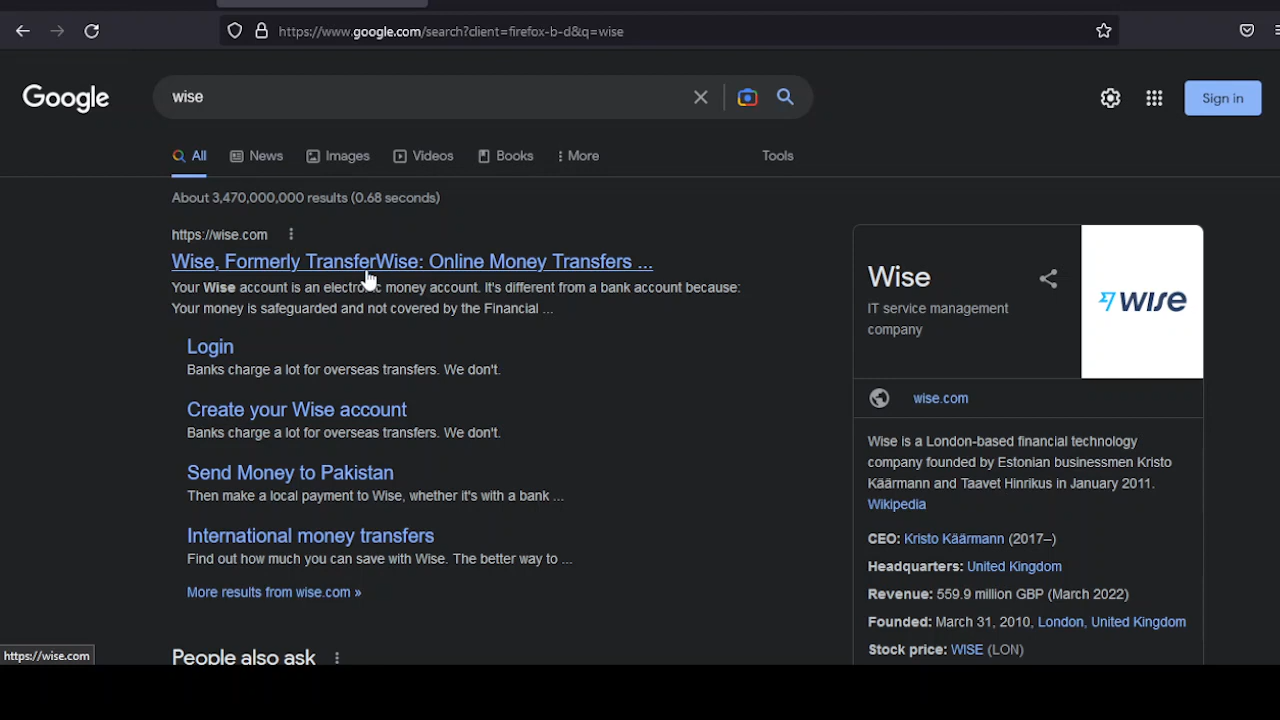 https://www.google.com/search?client=firefox-b-d&q=wise
Google
wise
Sign in
All
News
Images
Videos
Books
More
Tools
About 3,470,000,000 results (0.68 seconds)
https://wise.com
Wise, Formerly TransferWise: Online Money Transfers ...
Your Wise account is an electronic money account. It's different from a bank account because:
Your money is safeguarded and not covered by the Financial ...
Login
Banks charge a lot for overseas transfers. We don't.
Create your Wise account
Banks charge a lot for overseas transfers. We don't.
Send Money to Pakistan
Then make a local payment to Wise, whether it's with a bank ...
International money transfers
Find out how much you can save with Wise. The better way to ...
More results from wise.com »
People also ask
Wise
IT service management
company
WISE
wise.com
Wise is a London-based financial technology
company founded by Estonian businessmen Kristo
Käärmann and Taavet Hinrikus in January 2011.
Wikipedia
CEO: Kristo Käärmann (2017–)
Headquarters: United Kingdom
Revenue: 559.9 million GBP (March 2022)
Founded: March 31, 2010, London, United Kingdom
Stock price: WISE (LON)
https://wise.com